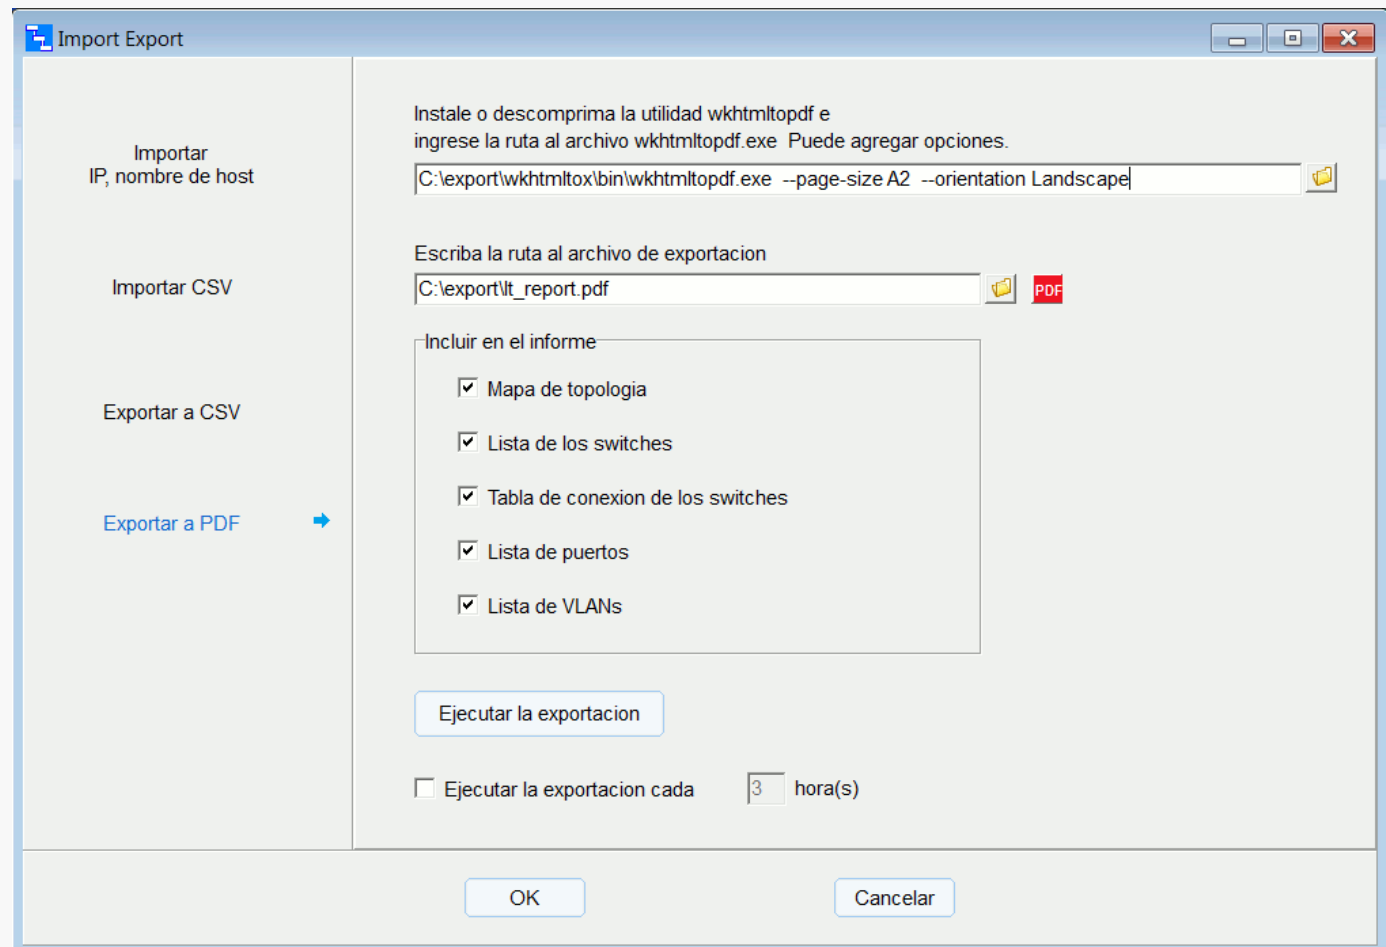 Import Export
Importar
IP, nombre de host
Importar CSV
Exportar a CSV
Exportar a PDF
Instale o descomprima la utilidad wkhtmltopdf e
ingrese la ruta al archivo wkhtmltopdf.exe  Puede agregar opciones.
C:\export\wkhtmltox\bin\wkhtmltopdf.exe  --page-size A2  --orientation Landscape
Escriba la ruta al archivo de exportacion
C:\export\lt_report.pdf
PDF
Incluir en el informe
Mapa de topologia
Lista de los switches
Tabla de conexion de los switches
Lista de puertos
Lista de VLANs
Ejecutar la exportacion
Ejecutar la exportacion cada 3 hora(s)
OK
Cancelar